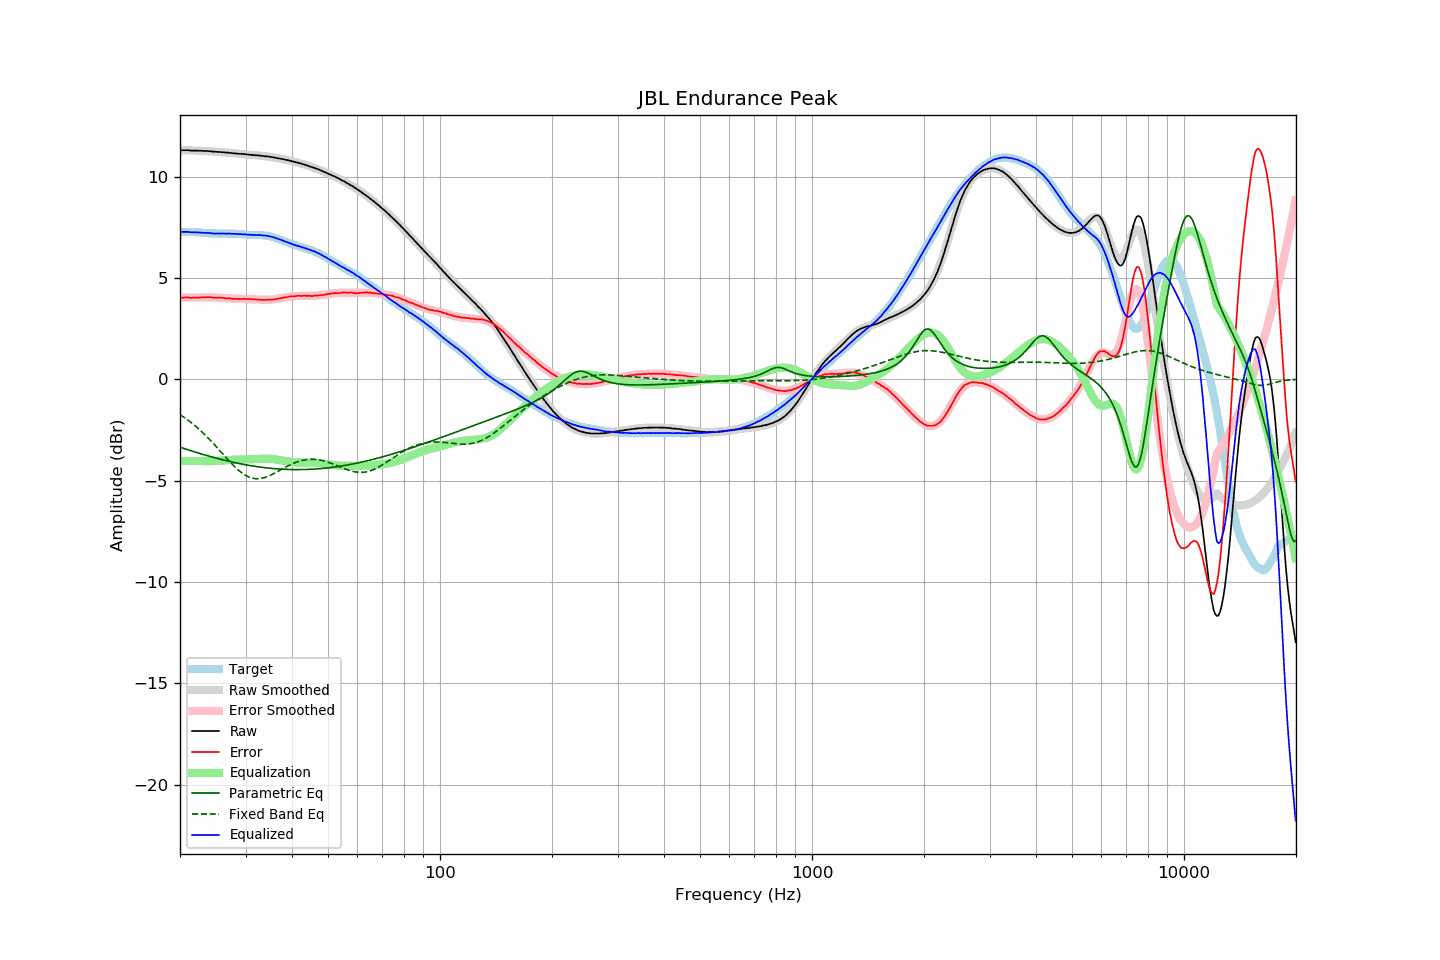 JBL Endurance Peak
10
5
0
−5
−10
−15
−20
Amplitude (dBr)
Target
Raw Smoothed
Error Smoothed
Raw
Error
Equalization
Parametric Eq
Fixed Band Eq
Equalized
100 1000 10000
Frequency (Hz)